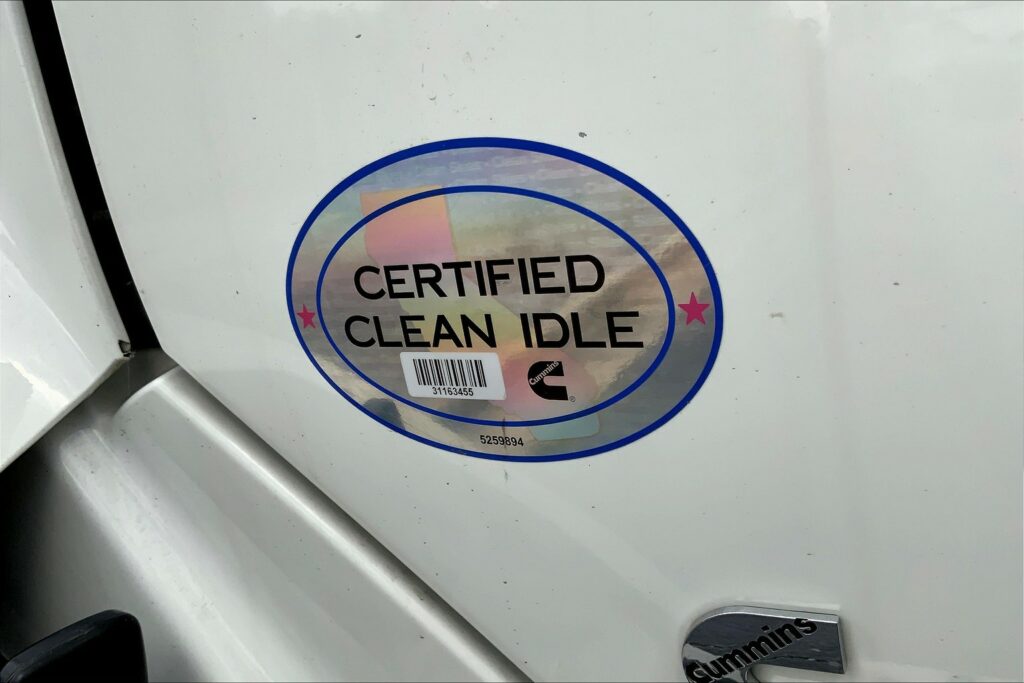 CERTIFIED
CLEAN IDLE
31163455
Cummins
®
5259894
Cummins